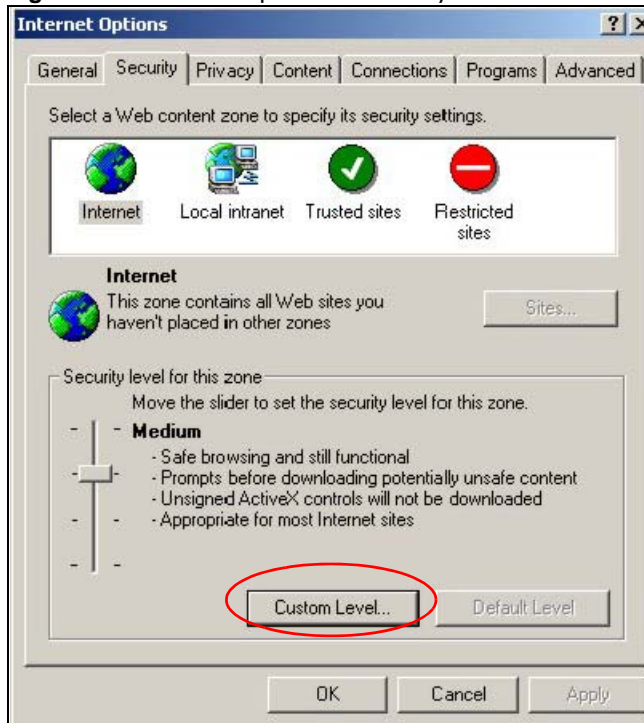 Internet Options
General Security Privacy Content Connections Programs Advanced
Select a Web content zone to specify its security settings.
Internet Local intranet Trusted sites Restricted
sites
Internet
This zone contains all Web sites you
haven't placed in other zones
Sites...
Security level for this zone
Move the slider to set the security level for this zone.
Medium
- Safe browsing and still functional
- Prompts before downloading potentially unsafe content
- Unsigned ActiveX controls will not be downloaded
- Appropriate for most Internet sites
Custom Level...
Default Level
OK Cancel Apply